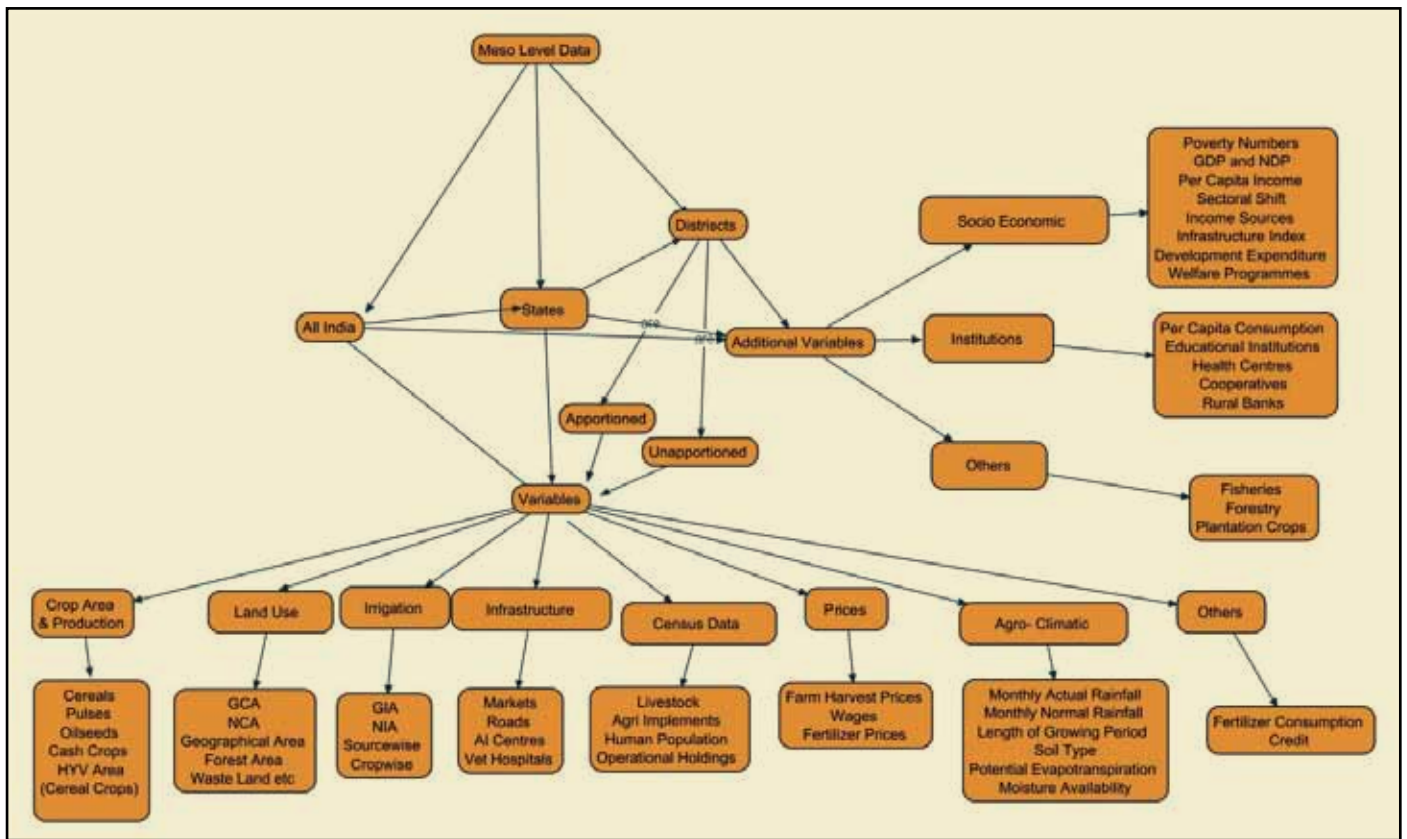 Meso Level Data
Distriects
States
All India
are
are
Additional Variables
Socio Economic
Poverty Numbers
GDP and NDP
Per Capita Income
Sectoral Shift
Income Sources
Infrastructure Index
Development Expenditure
Welfare Programmes
Institutions
Per Capita Consumption
Educational Institutions
Health Centres
Cooperatives
Rural Banks
Others
Fisheries
Forestry
Plantation Crops
Apportioned
Unapportioned
Variables
Crop Area
& Production
Cereals
Pulses
Oilseeds
Cash Crops
HYV Area
(Cereal Crops)
Land Use
GCA
NCA
Geographical Area
Forest Area
Waste Land etc
Irrigation
GIA
NIA
Sourcewise
Cropwise
Infrastructure
Markets
Roads
AI Centres
Vet Hospitals
Census Data
Livestock
Agri Implements
Human Population
Operational Holdings
Prices
Farm Harvest Prices
Wages
Fertilizer Prices
Agro- Climatic
Monthly Actual Rainfall
Monthly Normal Rainfall
Length of Growing Period
Soil Type
Potential Evapotranspiration
Moisture Availability
Others
Fertilizer Consumption
Credit